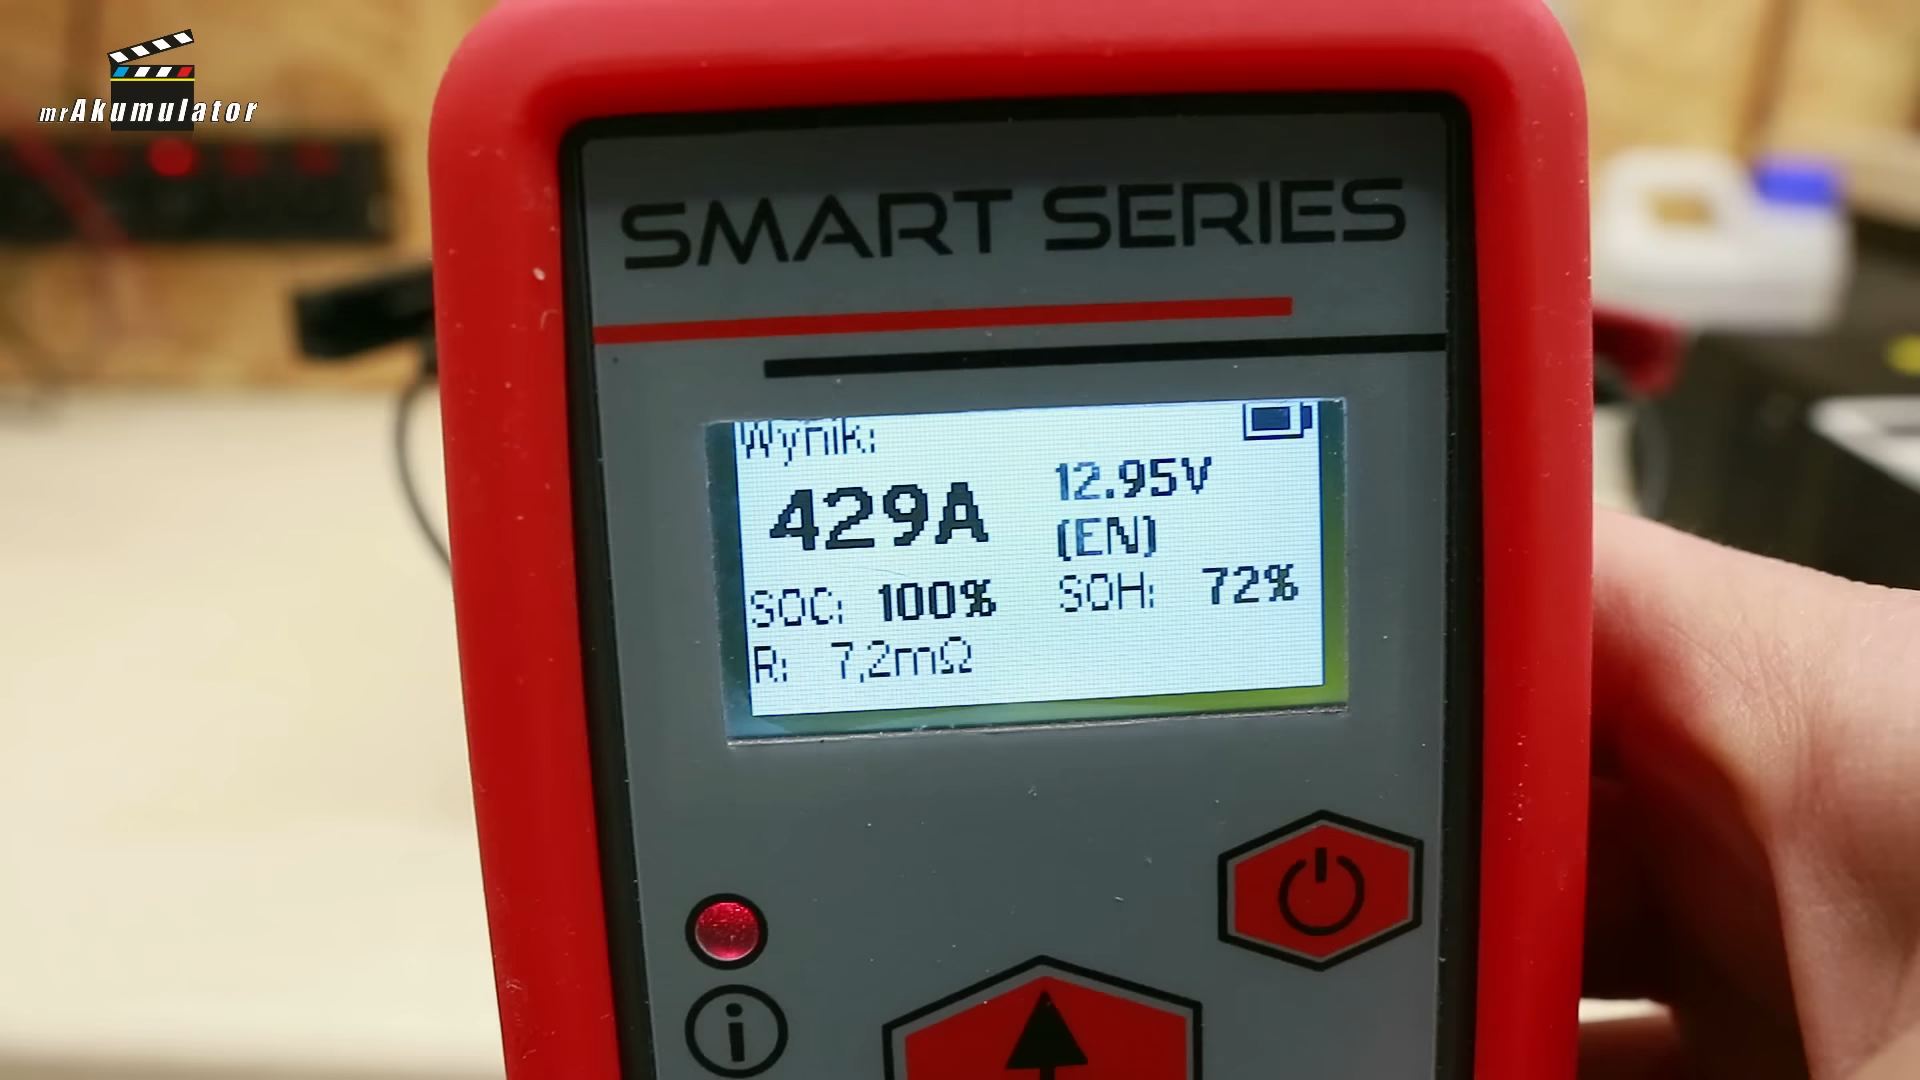 mrAkumulator
SMART SERIES
Wynik:
429A
12.95V
(EN)
SOC: 100% SOH: 72%
R: 7,2mΩ
i